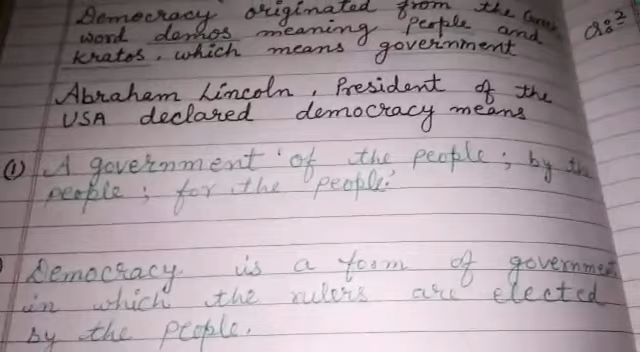 Democracy originated from the
word demos meaning people and
kratos, which means government
Abraham Lincoln, President of the
USA declared democracy means
(1) A government 'of the people; by the
people; for the people'
Democracy is a form of government
in which the rulers are elected
by the people.